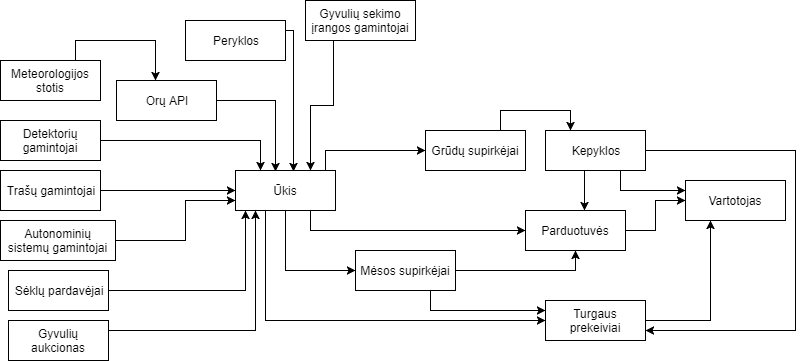 Gyvulių sekimo
įrangos gamintojai
Peryklos
Meteorologijos
stotis
Orų API
Detektorių
gamintojai
Grūdų supirkėjai
Kepyklos
Trašų gamintojai
Ūkis
Vartotojas
Autonominių
sistemų gamintojai
Parduotuvės
Mėsos supirkėjai
Sėklų pardavėjai
Turgaus
prekeiviai
Gyvulių
aukcionas